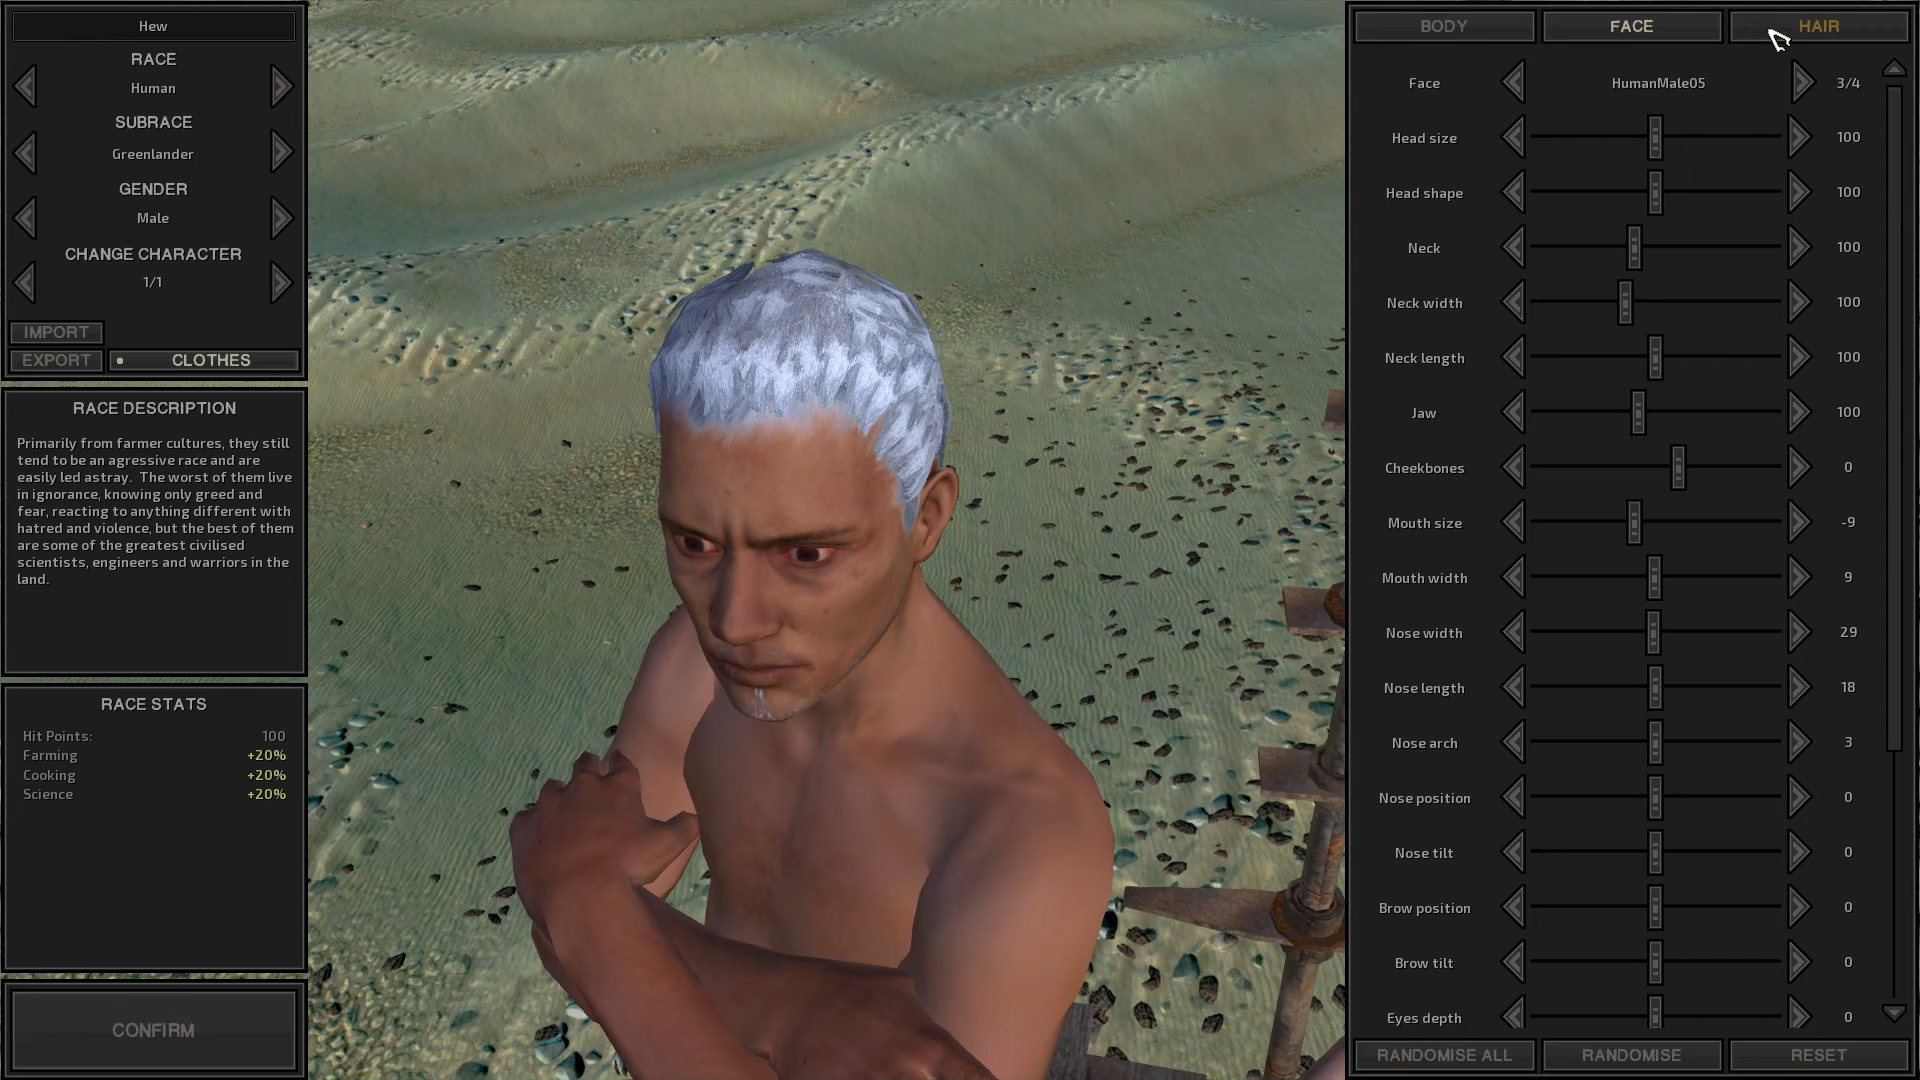 Hew
RACE
Human
SUBRACE
Greenlander
GENDER
Male
CHANGE CHARACTER
1/1
IMPORT
EXPORT
CLOTHES
RACE DESCRIPTION
Primarily from farmer cultures, they still
tend to be an agressive race and are
easily led astray. The worst of them live
in ignorance, knowing only greed and
fear, reacting to anything different with
hatred and violence, but the best of them
are some of the greatest civilised
scientists, engineers and warriors in the
land.
RACE STATS
Hit Points: 100
Farming +20%
Cooking +20%
Science +20%
CONFIRM
BODY FACE HAIR
Face HumanMale05 3/4
Head size 100
Head shape 100
Neck 100
Neck width 100
Neck length 100
Jaw 100
Cheekbones 0
Mouth size -9
Mouth width 9
Nose width 29
Nose length 18
Nose arch 3
Nose position 0
Nose tilt 0
Brow position 0
Brow tilt 0
Eyes depth 0
RANDOMISE ALL RANDOMISE RESET